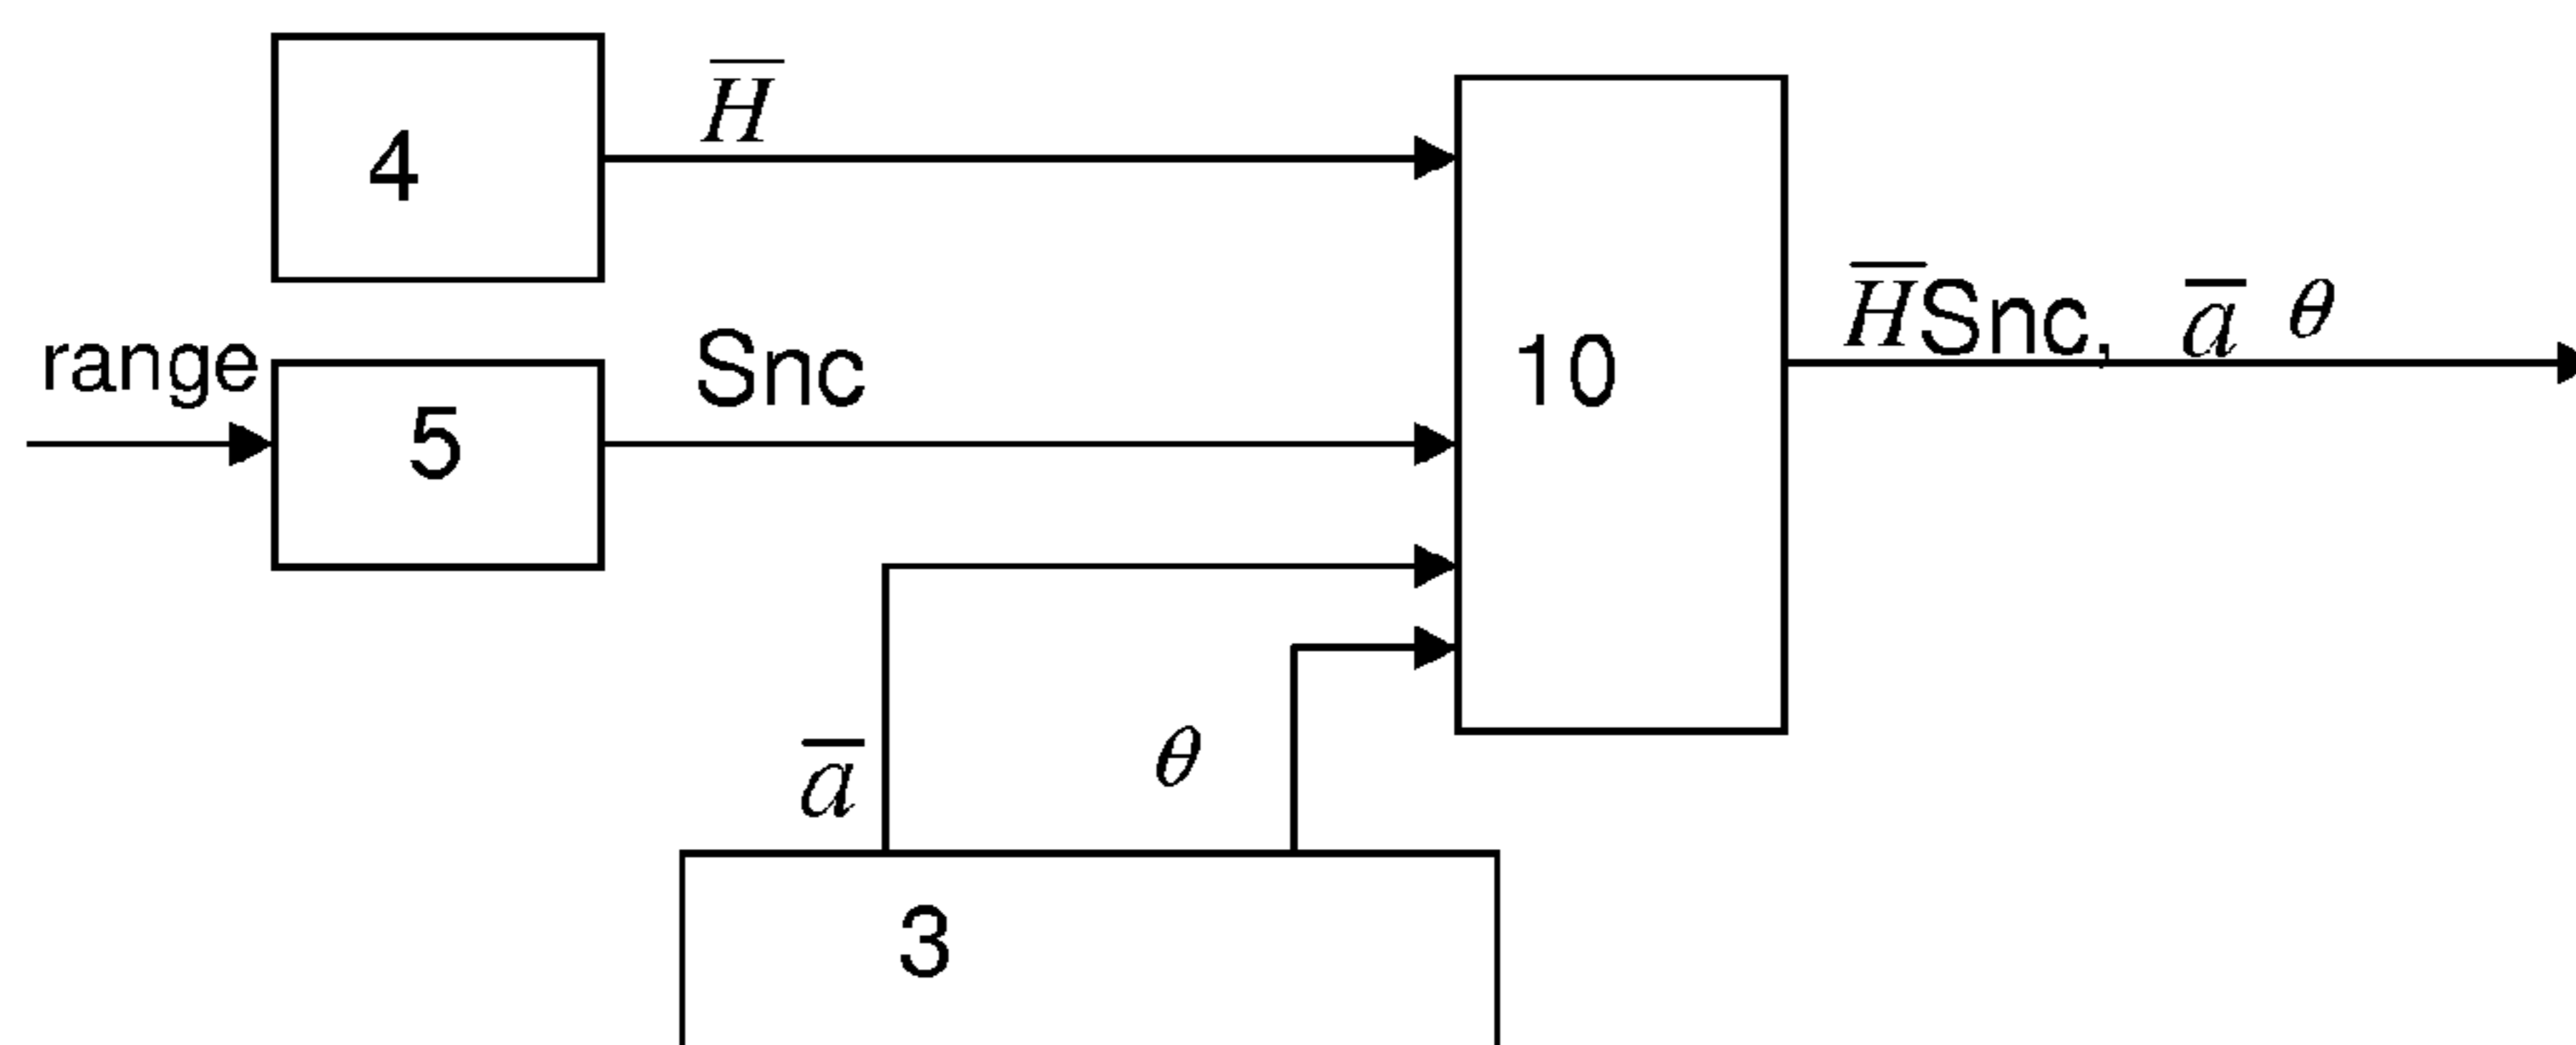 4
H̅
range
5
Snc
10
H̅Snc, a̅ θ
a̅
θ
3